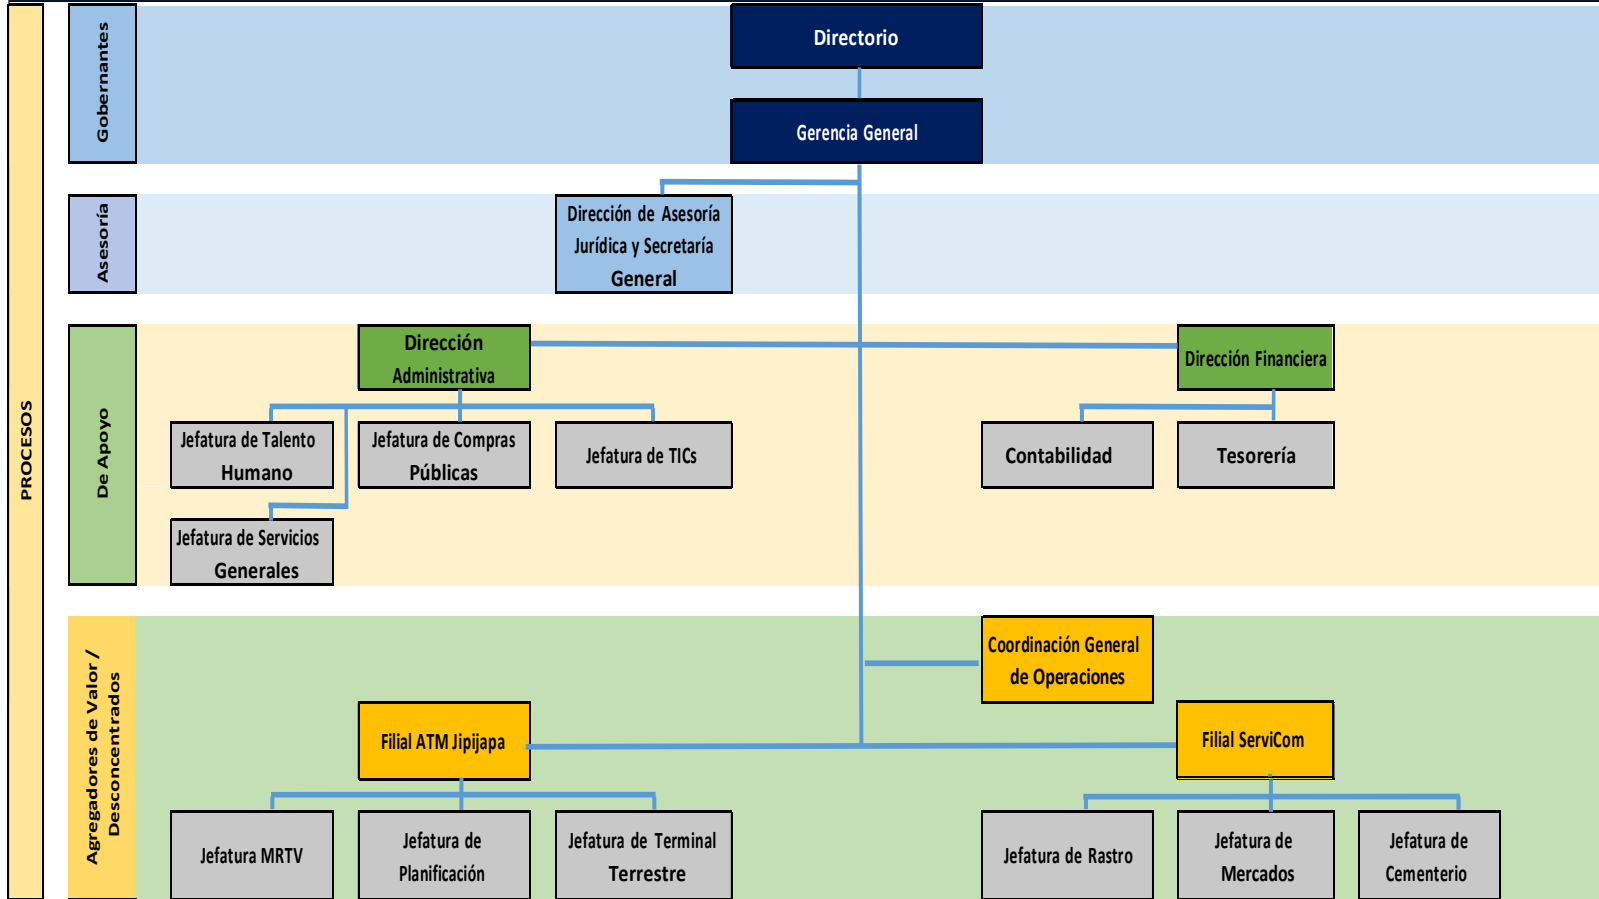 PROCESOS
Gobernantes
Directorio
Gerencia General
Asesoría
Dirección de Asesoría
Jurídica y Secretaría
General
De Apoyo
Dirección
Administrativa
Dirección Financiera
Jefatura de Talento
Humano
Jefatura de Compras
Públicas
Jefatura de TICs
Contabilidad
Tesorería
Jefatura de Servicios
Generales
Agregadores de Valor /
Desconcentrados
Coordinación General
de Operaciones
Filial ATM Jipijapa
Filial ServiCom
Jefatura MRTV
Jefatura de
Planificación
Jefatura de Terminal
Terrestre
Jefatura de Rastro
Jefatura de
Mercados
Jefatura de
Cementerio